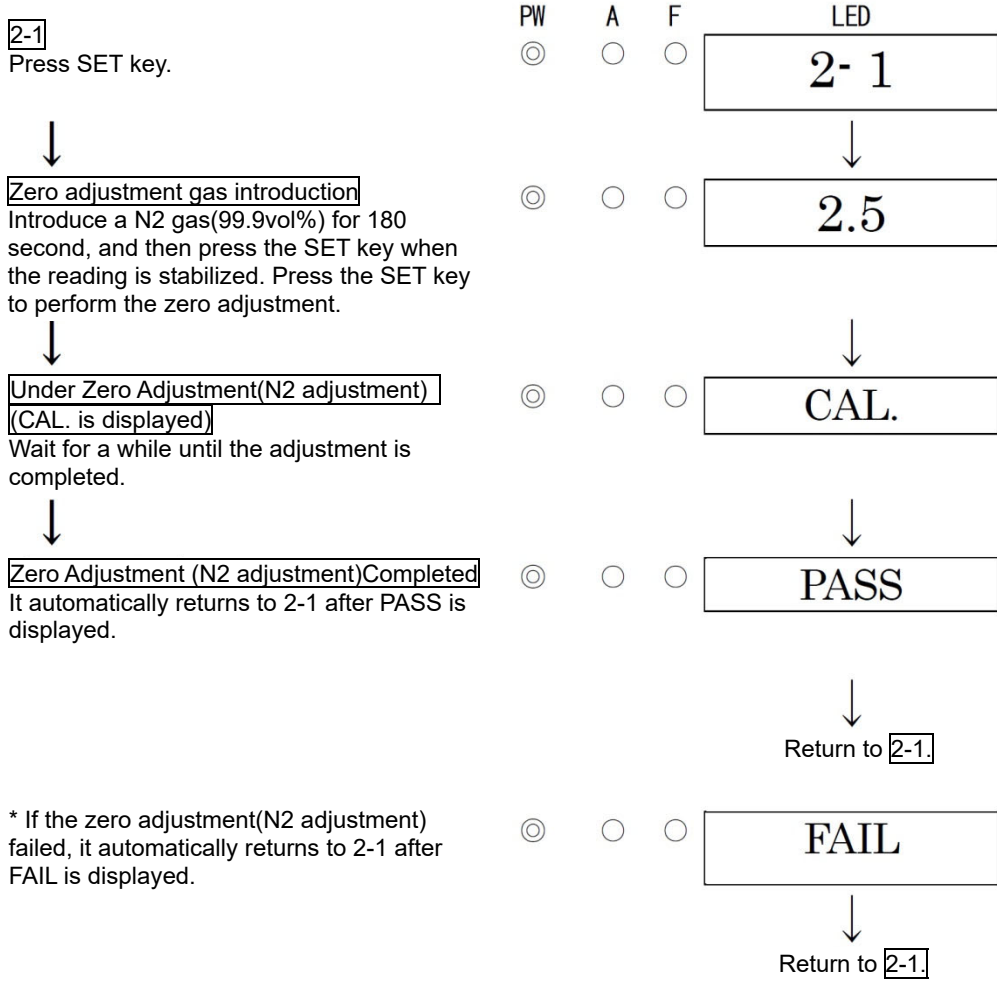 PW A F LED
2-1
Press SET key.
2- 1
Zero adjustment gas introduction
Introduce a N2 gas(99.9vol%) for 180
second, and then press the SET key when
the reading is stabilized. Press the SET key
to perform the zero adjustment.
2.5
Under Zero Adjustment(N2 adjustment)
(CAL. is displayed)
Wait for a while until the adjustment is
completed.
CAL.
Zero Adjustment (N2 adjustment)Completed
It automatically returns to 2-1 after PASS is
displayed.
PASS
Return to 2-1.
* If the zero adjustment(N2 adjustment)
failed, it automatically returns to 2-1 after
FAIL is displayed.
FAIL
Return to 2-1.